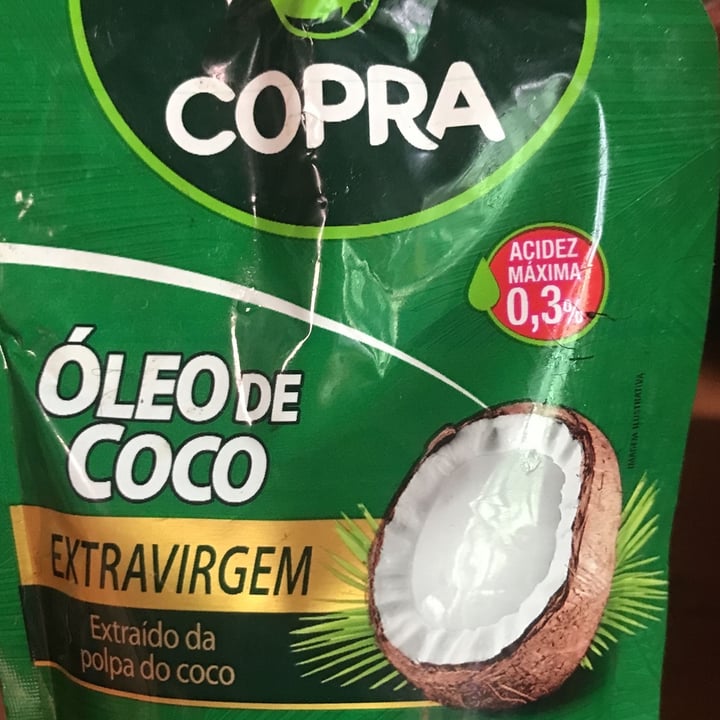 COPRA
ACIDEZ
MÁXIMA
0,3%
ÓLEO DE
COCO
EXTRAVIRGEM
Extraído da
polpa do coco
IMAGEM ILUSTRATIVA